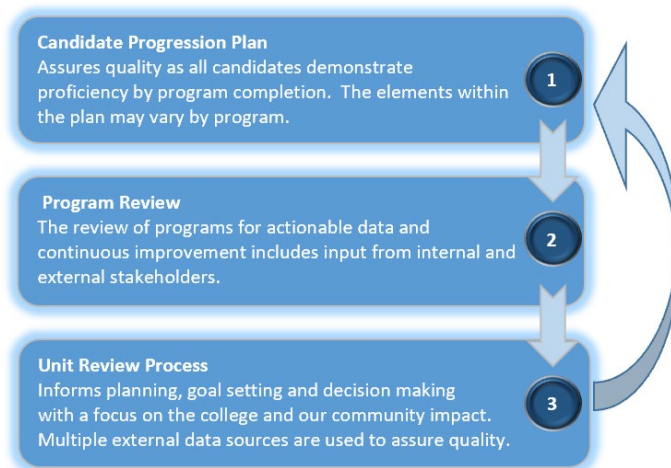 Candidate Progression Plan
Assures quality as all candidates demonstrate
proficiency by program completion. The elements within
the plan may vary by program.
1
Program Review
The review of programs for actionable data and
continuous improvement includes input from internal and
external stakeholders.
2
Unit Review Process
Informs planning, goal setting and decision making
with a focus on the college and our community impact.
Multiple external data sources are used to assure quality.
3